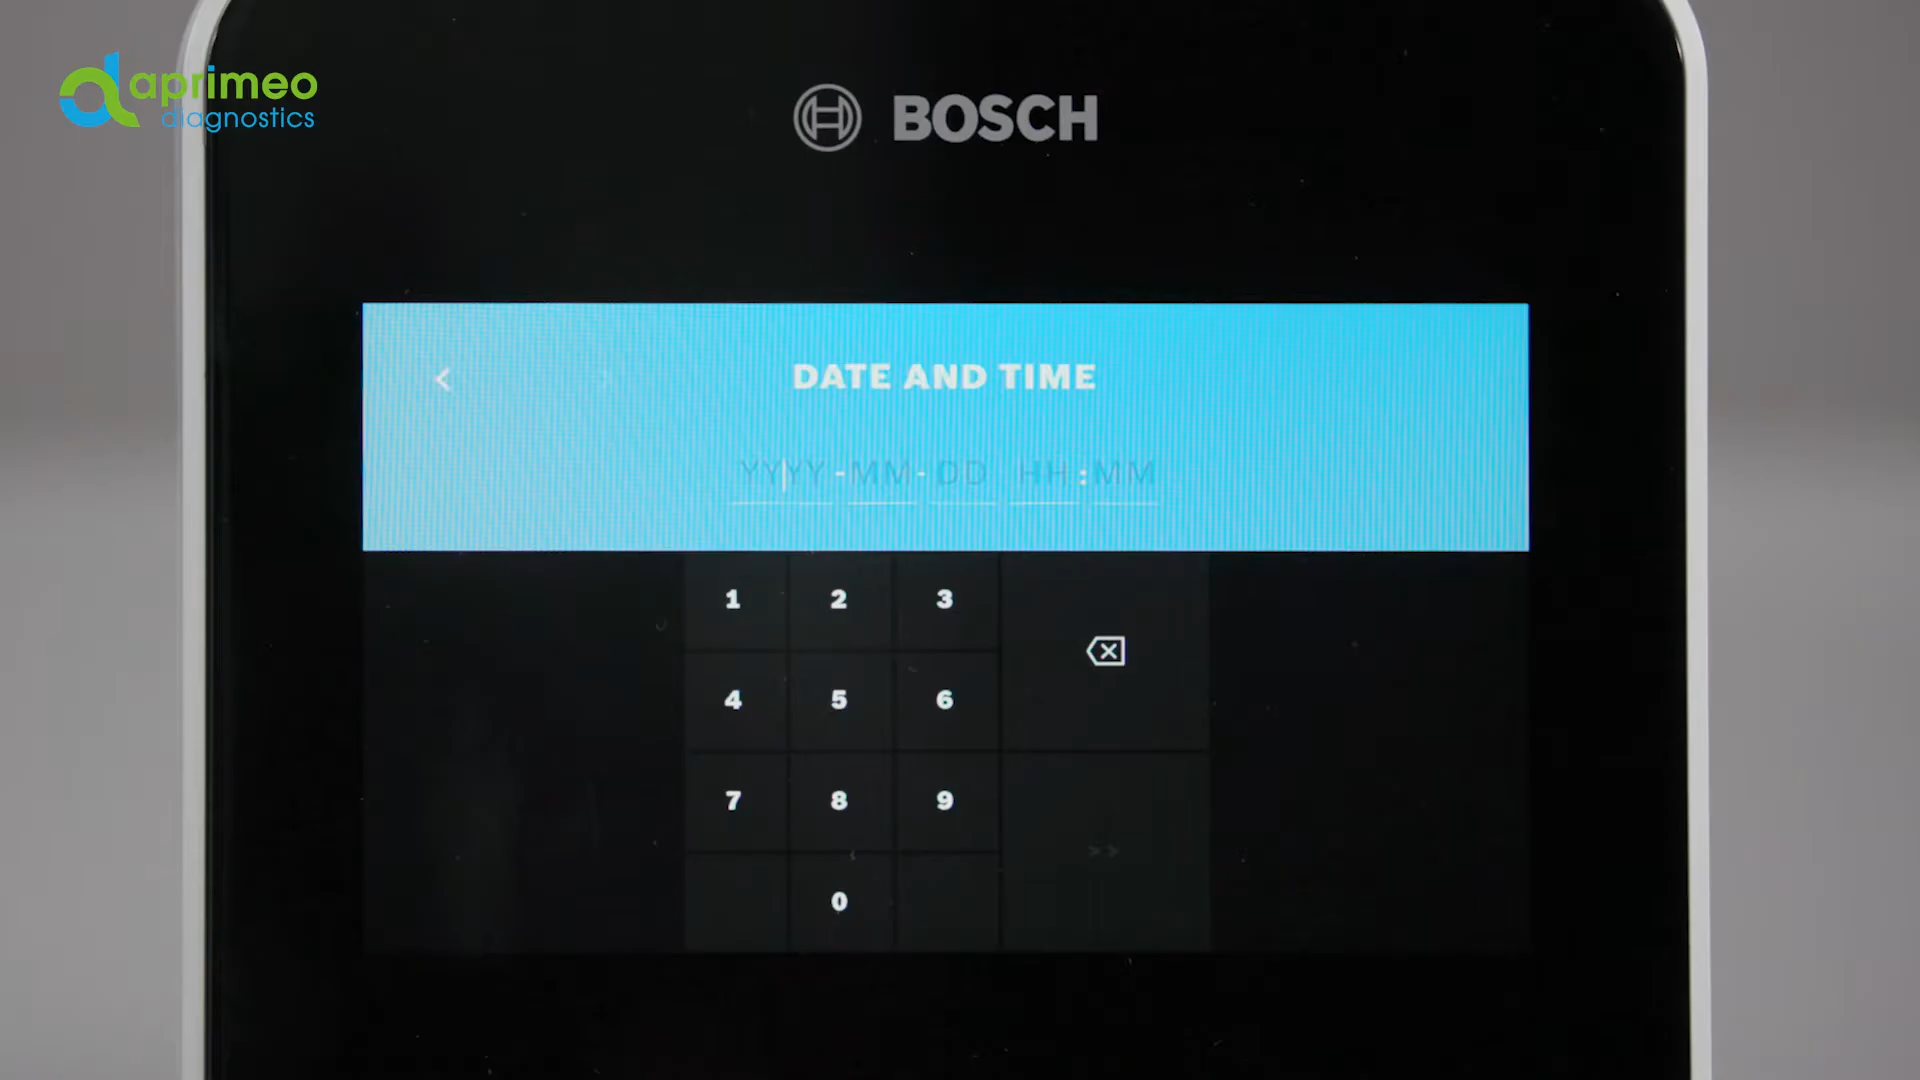 aprimeo
diagnostics
BOSCH
< DATE AND TIME
YYYY-MM-DD HH:MM
1 2 3
4 5 6
7 8 9 >>
0